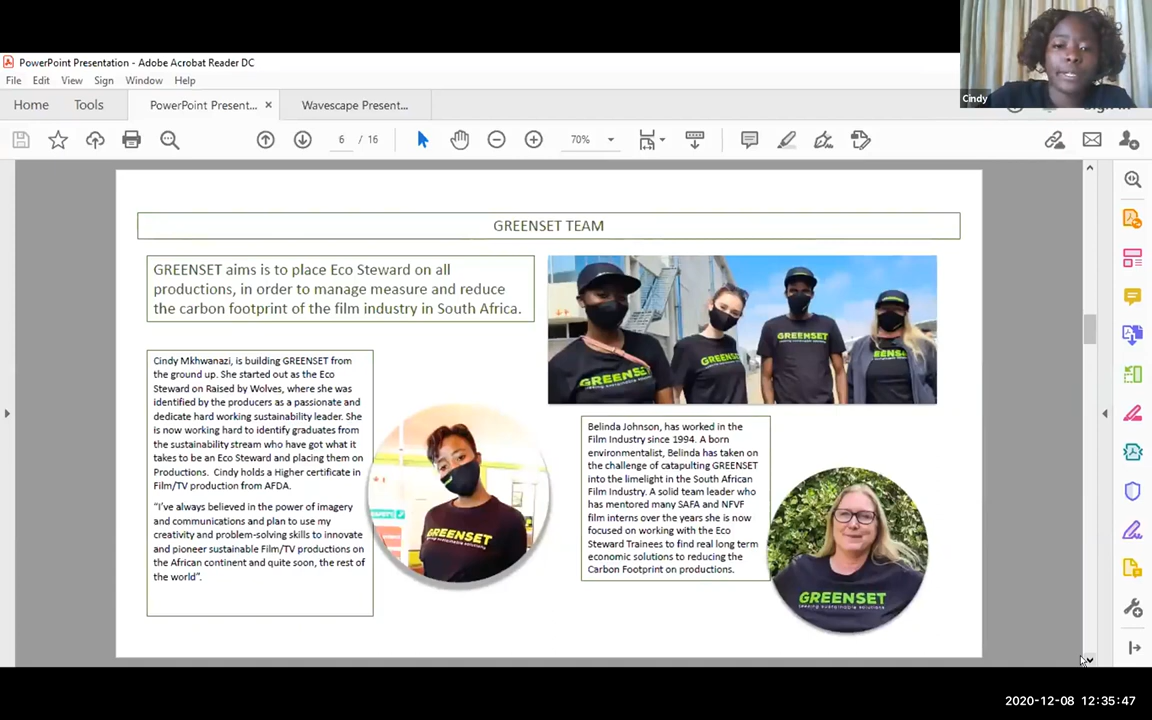 Cindy
PowerPoint Presentation - Adobe Acrobat Reader DC
File Edit View Sign Window Help
Home Tools PowerPoint Present... × Wavescape Present...
6 / 16 70%
GREENSET TEAM
GREENSET aims is to place Eco Steward on all
productions, in order to manage measure and reduce
the carbon footprint of the film industry in South Africa.
GREENSET
GREENSET
GREENSET
Cindy Mkhwanazi, is building GREENSET from
the ground up. She started out as the Eco
Steward on Raised by Wolves, where she was
identified by the producers as a passionate and
dedicate hard working sustainability leader. She
is now working hard to identify graduates from
the sustainability stream who have got what it
takes to be an Eco Steward and placing them on
Productions. Cindy holds a Higher certificate in
Film/TV production from AFDA.
"I've always believed in the power of imagery
and communications and plan to use my
creativity and problem-solving skills to innovate
and pioneer sustainable Film/TV productions on
the African continent and quite soon, the rest of
the world".
GREENSET
Belinda Johnson, has worked in the
Film Industry since 1994. A born
environmentalist, Belinda has taken on
the challenge of catapulting GREENSET
into the limelight in the South African
Film Industry. A solid team leader who
has mentored many SAFA and NFVF
film interns over the years she is now
focused on working with the Eco
Steward Trainees to find real long term
economic solutions to reducing the
Carbon Footprint on productions.
GREENSET
leading sustainable solutions
2020-12-08 12:35:47